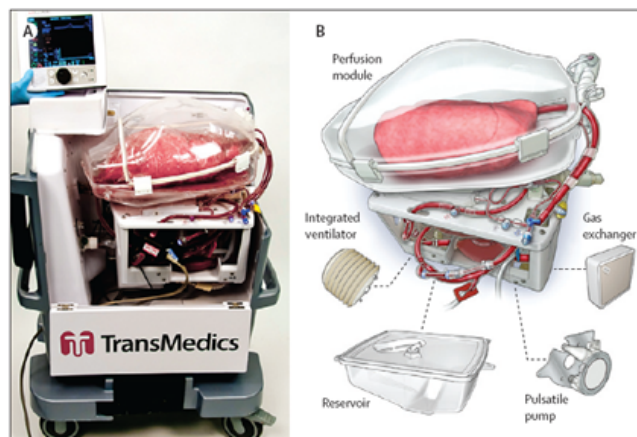 A
TransMedics
B
Perfusion
module
Integrated
ventilator
Gas
exchanger
Reservoir
Pulsatile
pump